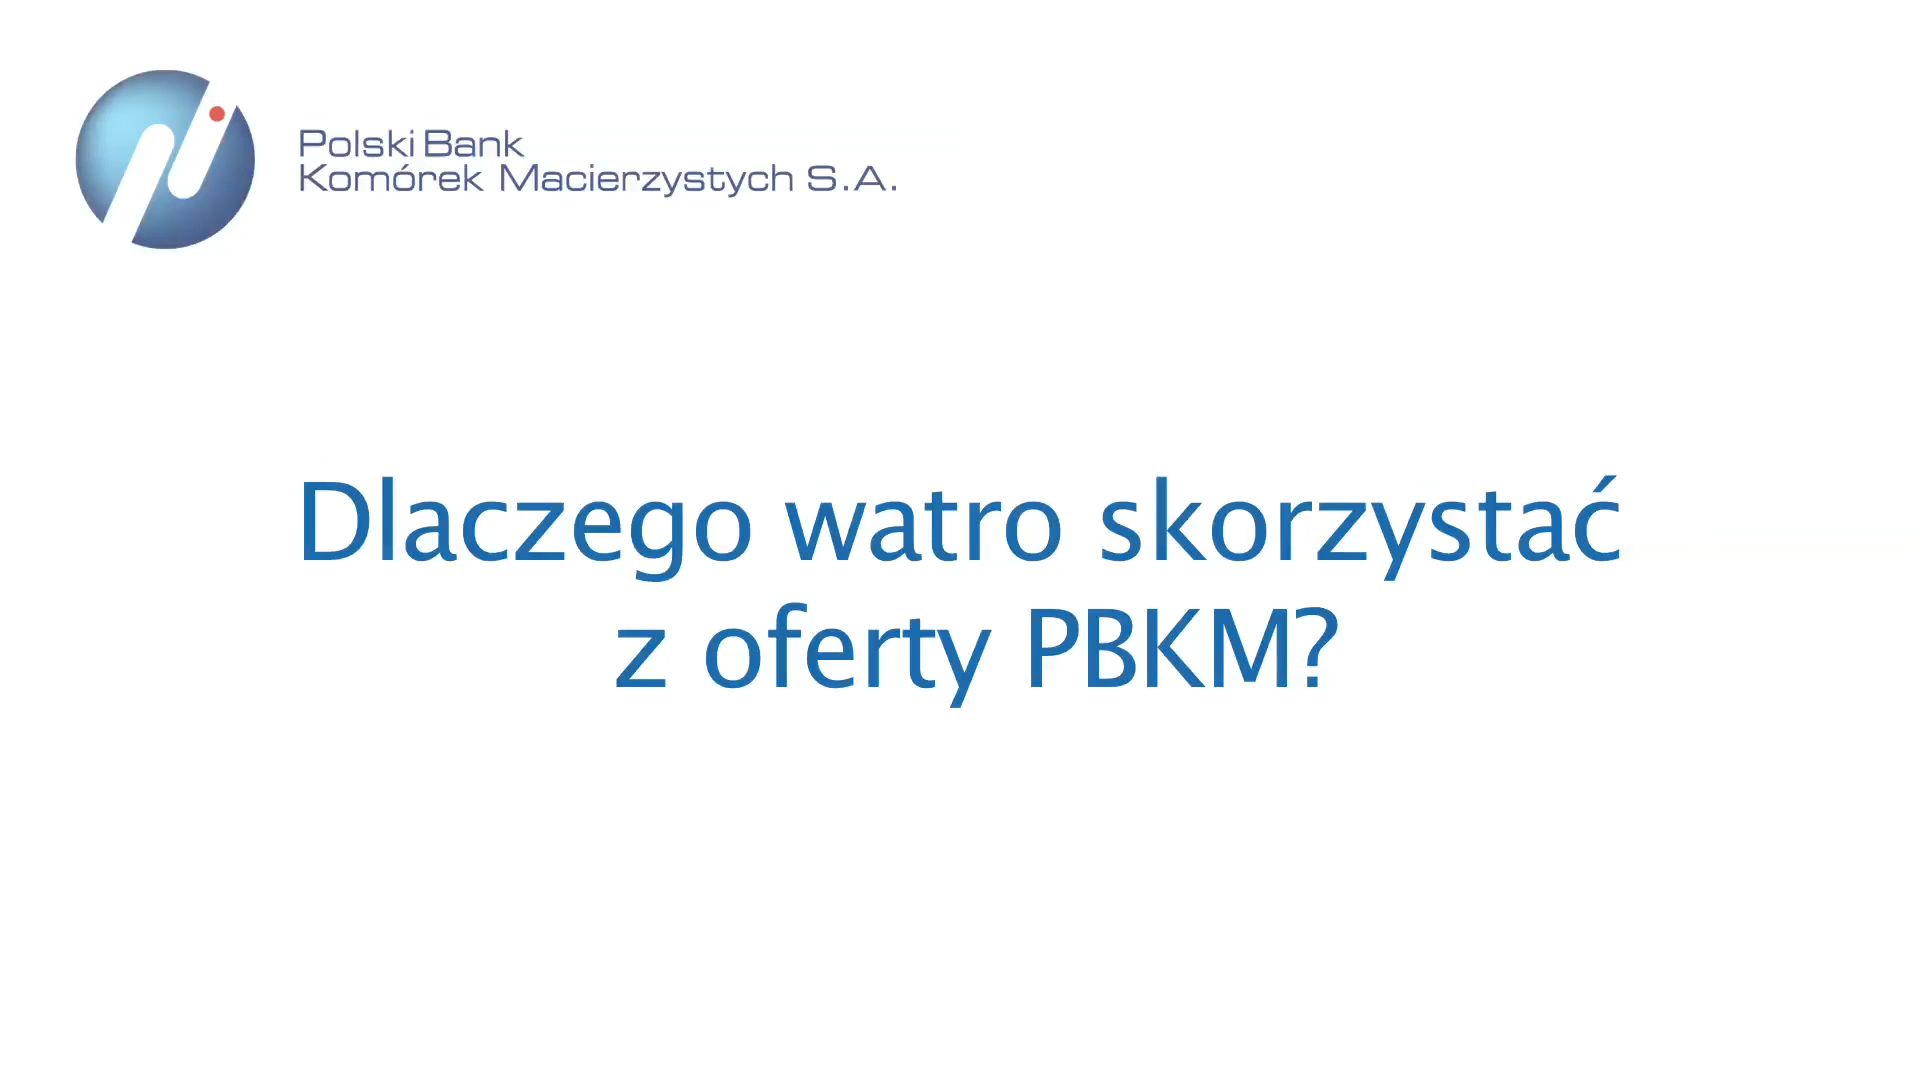 Polski Bank
Komórek Macierzystych S.A.
Dlaczego watro skorzystać
z oferty PBKM?